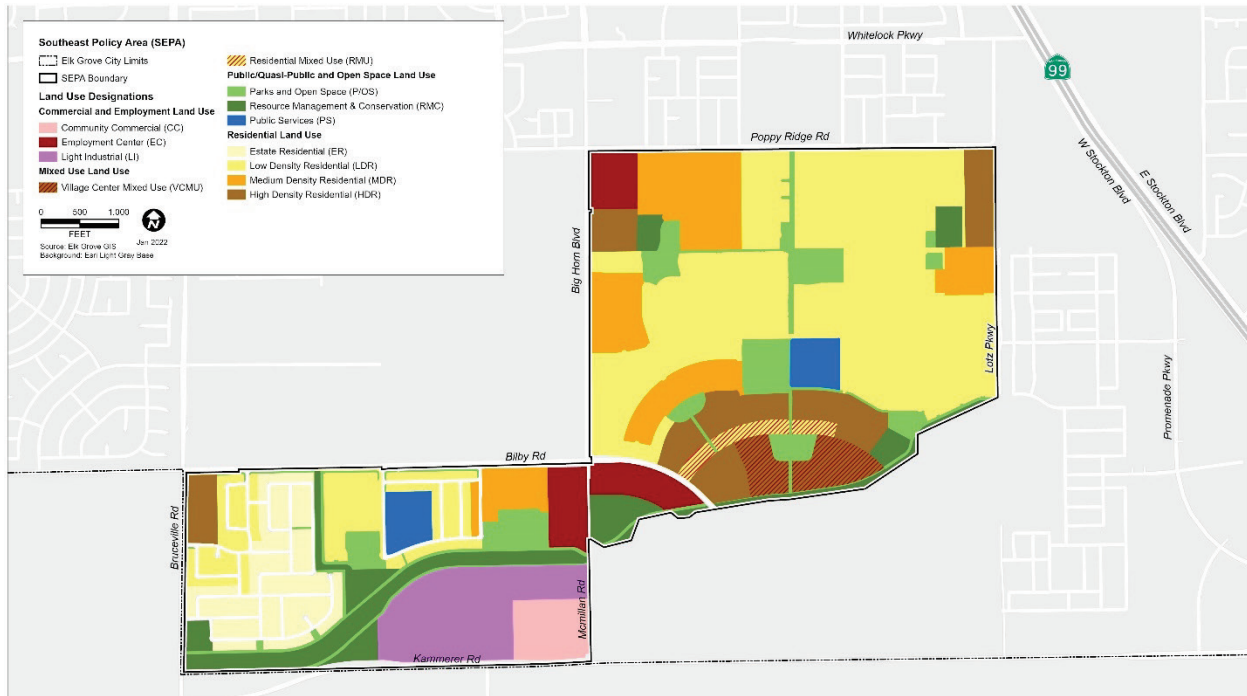 Southeast Policy Area (SEPA)
Elk Grove City Limits
SEPA Boundary
Land Use Designations
Commercial and Employment Land Use
Community Commercial (CC)
Employment Center (EC)
Light Industrial (LI)
Mixed Use Land Use
Village Center Mixed Use (VCMU)
0 500 1,000
FEET
N
Jan 2022
Source: Elk Grove GIS
Background: Esri Light Gray Base
Residential Mixed Use (RMU)
Public/Quasi-Public and Open Space Land Use
Parks and Open Space (P/OS)
Resource Management & Conservation (RMC)
Public Services (PS)
Residential Land Use
Estate Residential (ER)
Low Density Residential (LDR)
Medium Density Residential (MDR)
High Density Residential (HDR)
Whitelock Pkwy
99
Poppy Ridge Rd
W Stockton Blvd
E Stockton Blvd
Big Horn Blvd
Lotz Pkwy
Promenade Pkwy
Bilby Rd
Bruceville Rd
Mcmillan Rd
Kammerer Rd